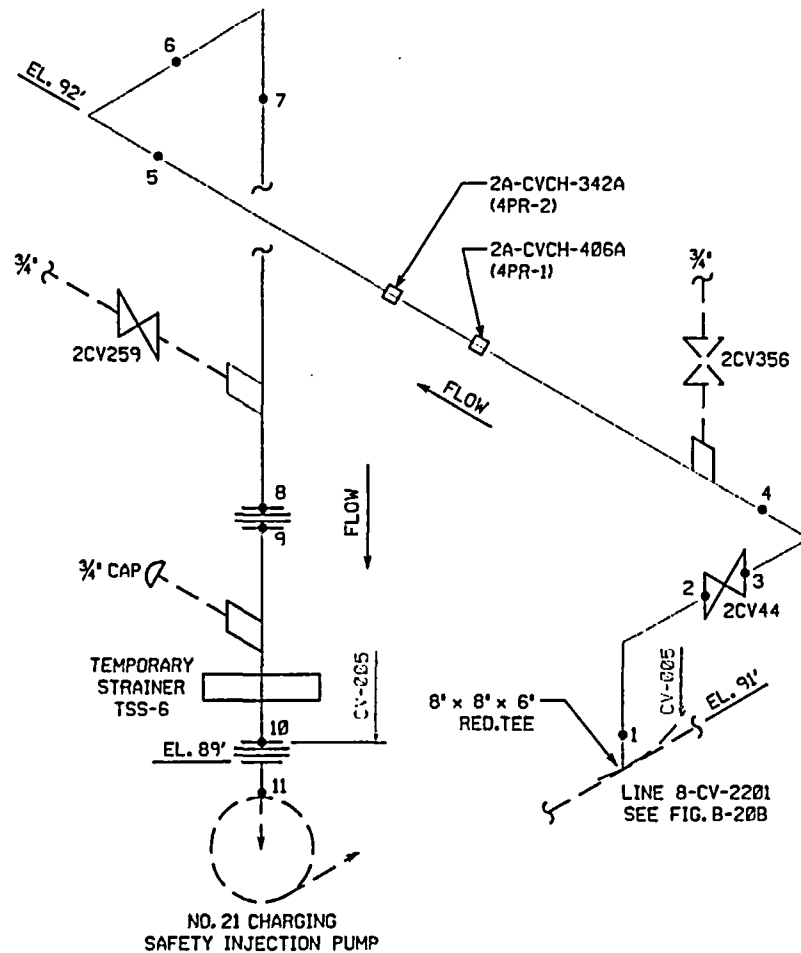 6
EL. 92'
7
5
2A-CVCH-342A
(4PR-2)
2A-CVCH-406A
(4PR-1)
3/4"
2CV259
3/4"
2CV356
FLOW
4
8
9
FLOW
3/4" CAP
2
3
2CV44
TEMPORARY
STRAINER
TSS-6
CV-005
8" x 8" x 6"
RED.TEE
CV-005
EL. 91'
1
10
EL. 89'
11
LINE 8-CV-2201
SEE FIG. B-20B
NO. 21 CHARGING
SAFETY INJECTION PUMP